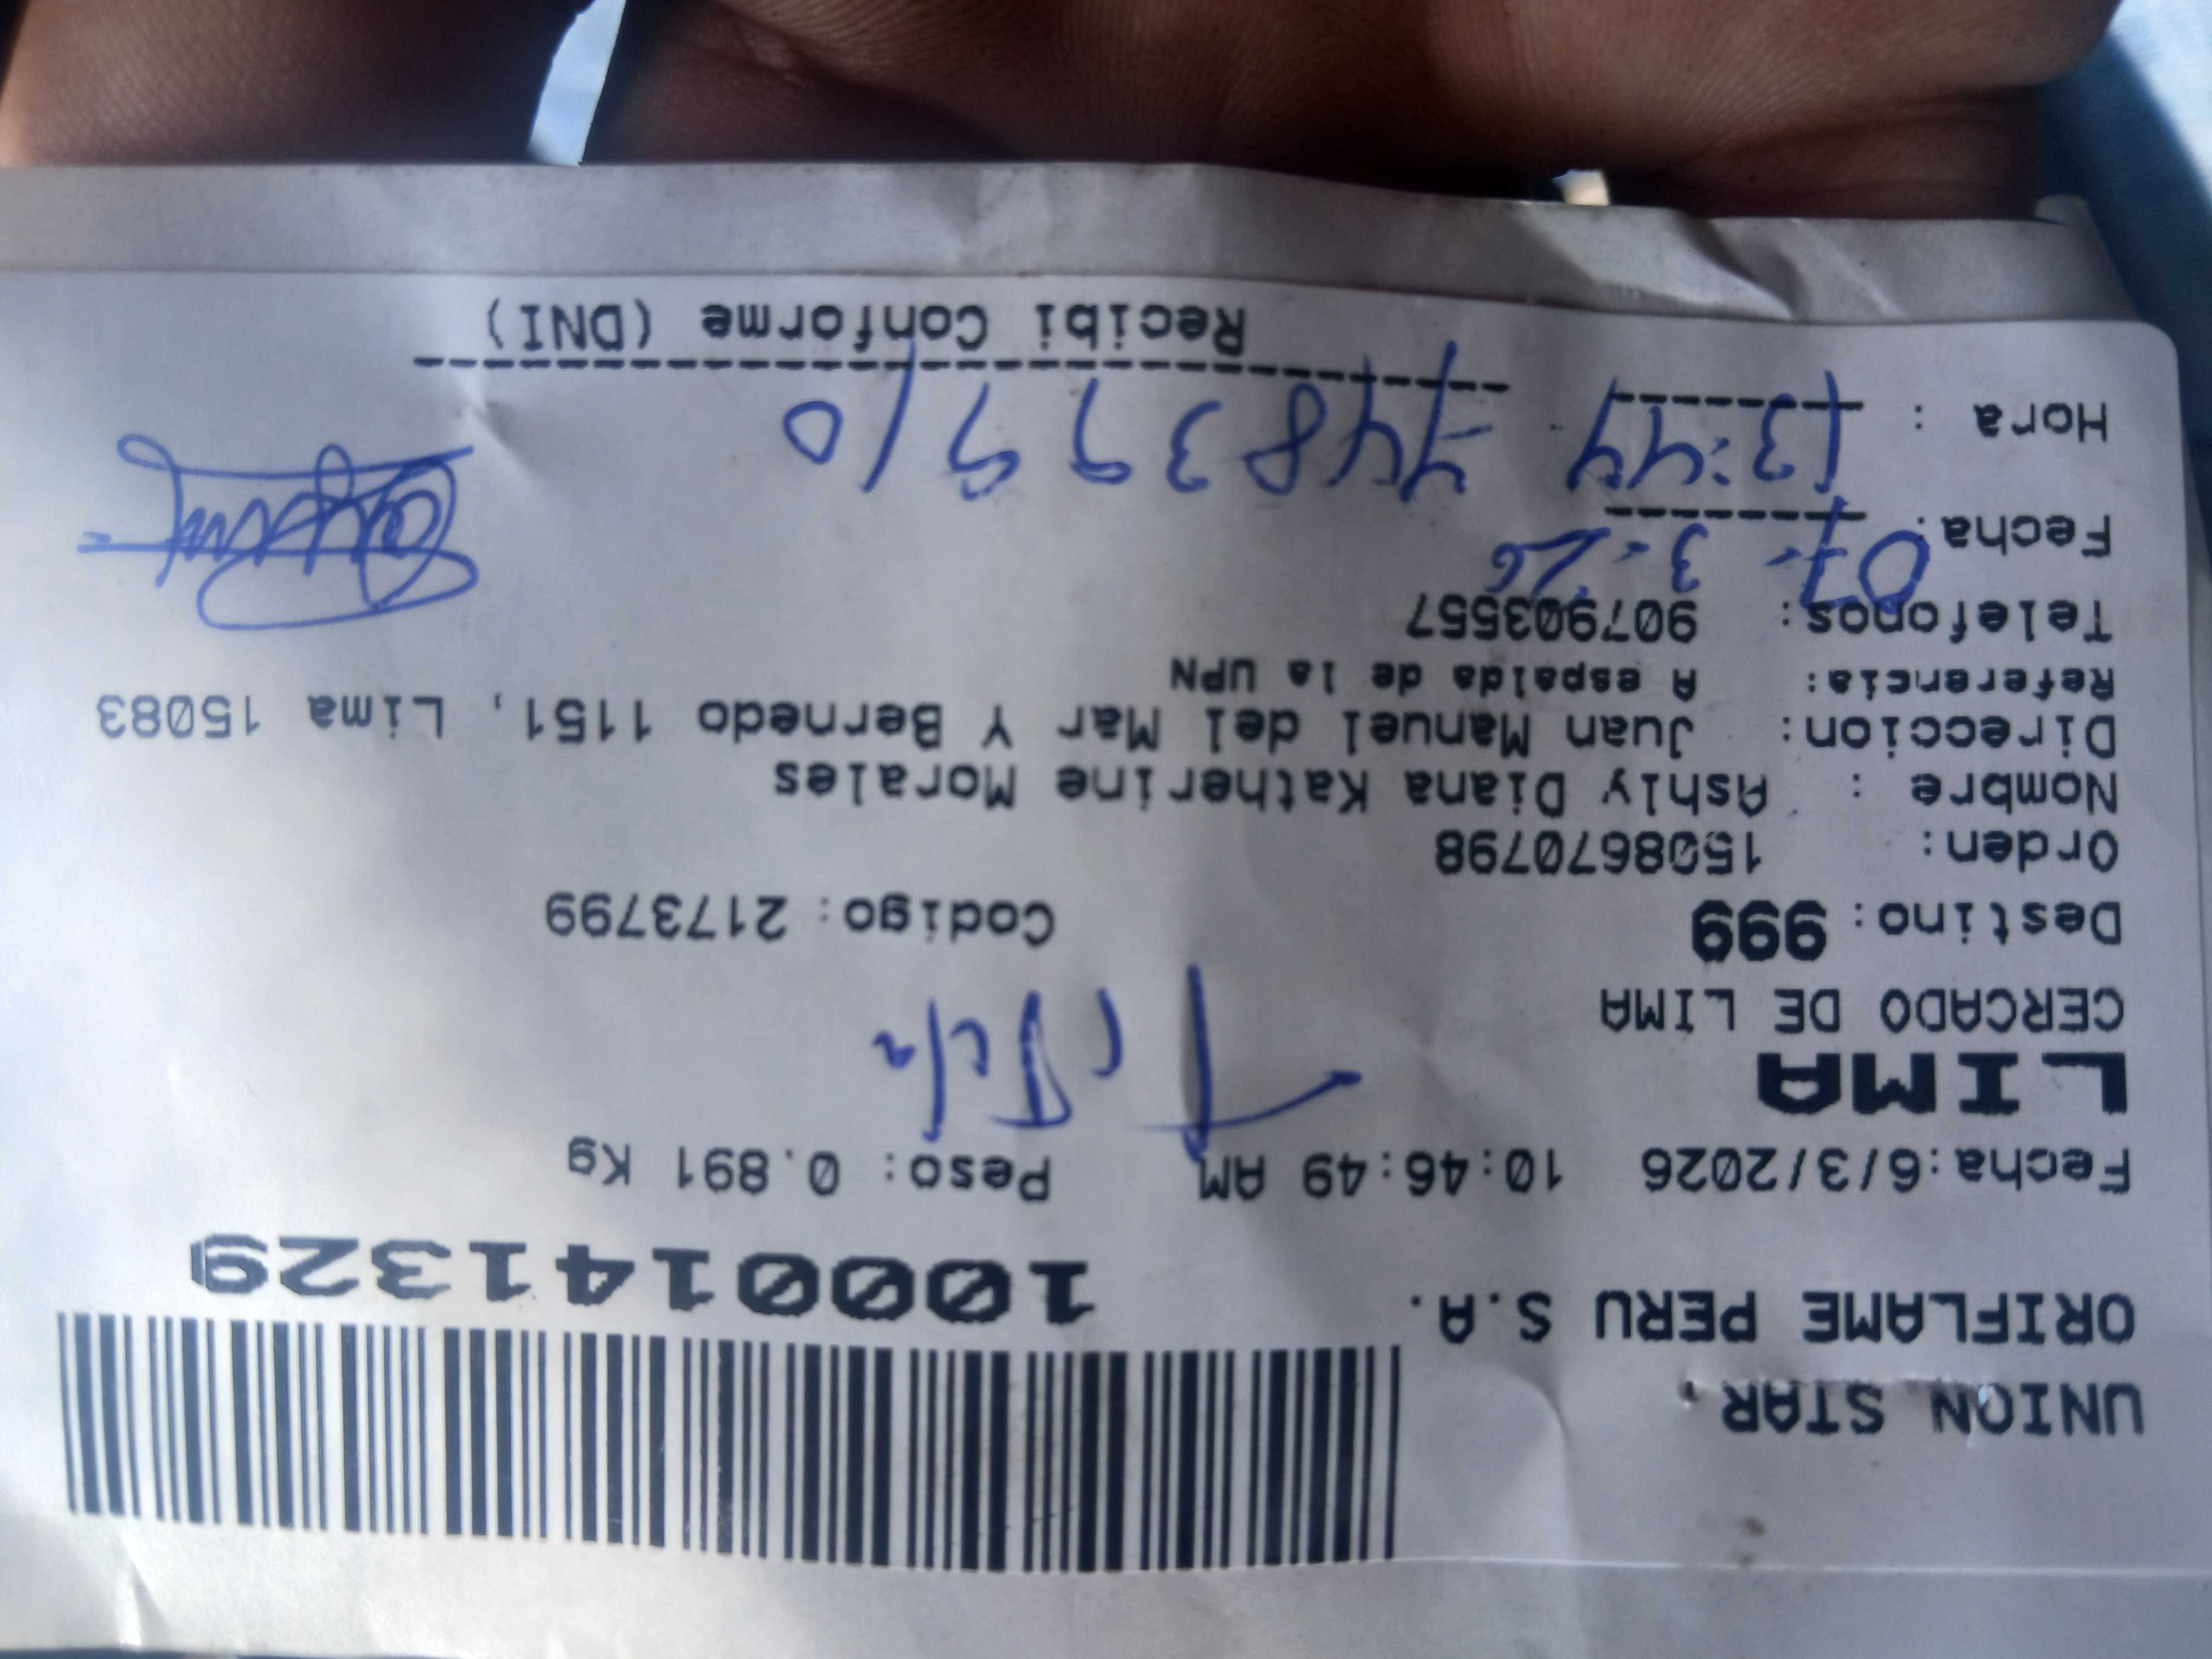 UNION STAR
ORIFLAME PERU S.A.
1000141329
Fecha:6/3/2026 10:46:49 AM Peso: 0.891 Kg
LIMA
CERCADO DE LIMA
Destino: 999 Codigo: 2173799
Orden: 1508670798
Nombre : Ashly Diana Katherine Morales
Direccion: Juan Manuel del Mar Y Bernedo 1151, Lima 15083
Referencia: A espalda de la UPN
Telefonos: 907903557
Fecha: 07-3-26
Hora : 13:44
Recibi Conforme (DNI)